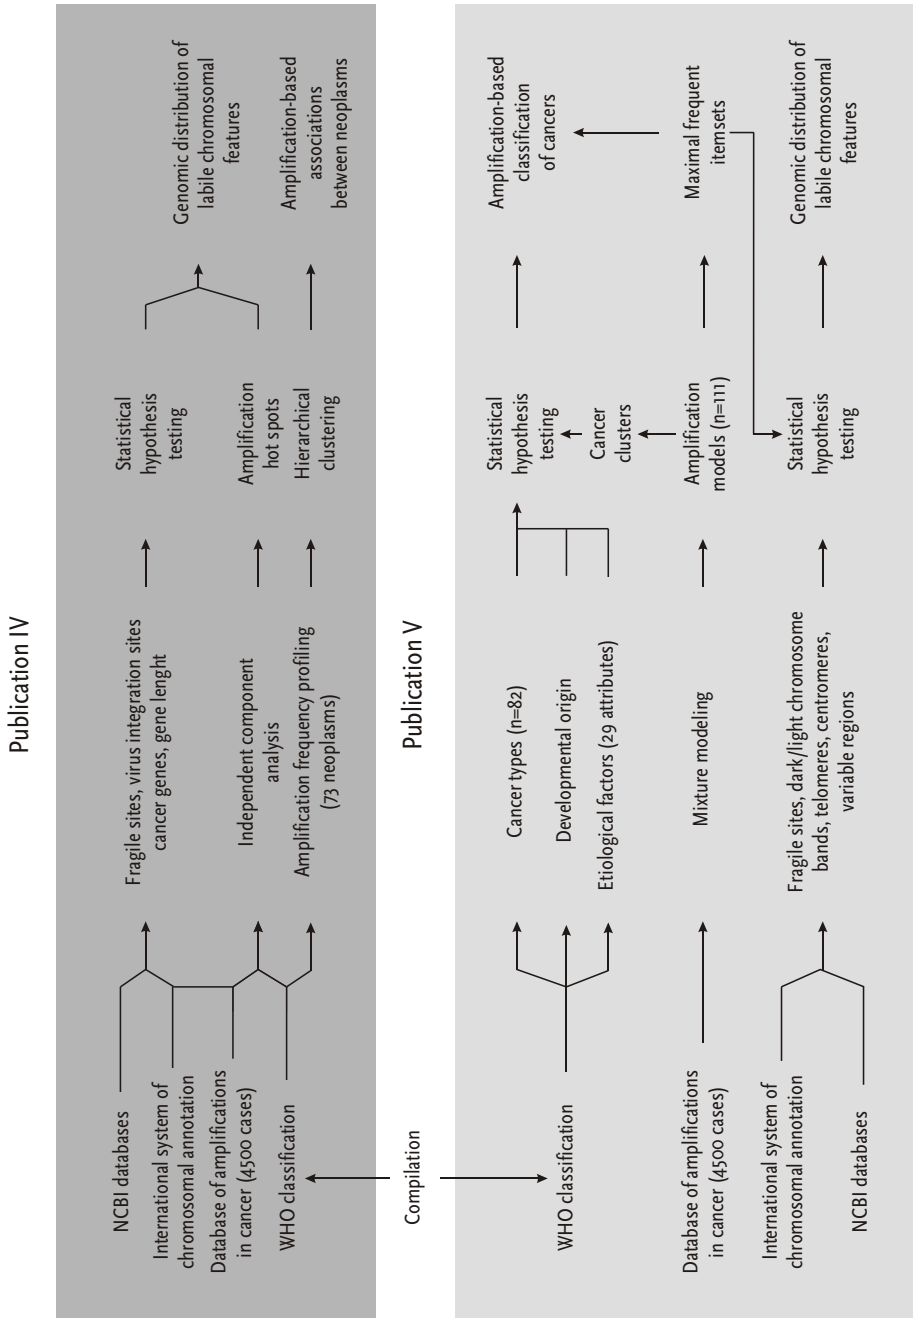 Publication IV
NCBI databases
International system of
chromosomal annotation
Database of amplifications
in cancer (4500 cases)
WHO classification
Fragile sites, virus integration sites
cancer genes, gene lenght
Independent component
analysis
Amplification frequency profiling
(73 neoplasms)
Statistical
hypothesis
testing
Amplification
hot spots
Hierarchical
clustering
Genomic distribution of
labile chromosomal
features
Amplification-based
associations
between neoplasms
Compilation
Publication V
WHO classification
Database of amplifications
in cancer (4500 cases)
International system of
chromosomal annotation
NCBI databases
Cancer types (n=82)
Developmental origin
Etiological factors (29 attributes)
Mixture modeling
Fragile sites, dark/light chromosome
bands, telomeres, centromeres,
variable regions
Statistical
hypothesis
testing
Cancer
clusters
Amplification
models (n=111)
Statistical
hypothesis
testing
Amplification-based
classification
of cancers
Maximal frequent
itemsets
Genomic distribution of
labile chromosomal
features